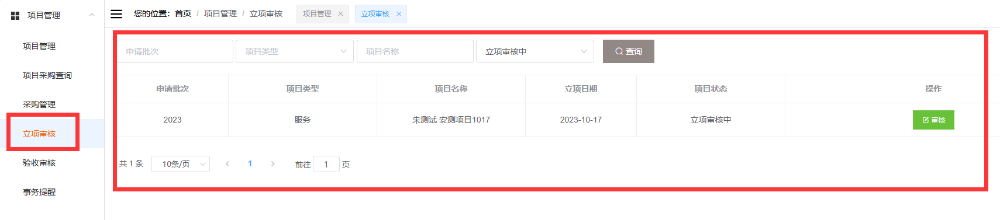 项目管理
项目管理
项目采购查询
采购管理
立项审核
验收审核
事务提醒
您的位置：首页 / 项目管理 / 立项审核
项目管理 ×
立项审核 ×
申请批次 项目类型 项目名称 立项审核中 查询
申请批次 项目类型 项目名称 立项日期 项目状态 操作
2023 服务 朱测试 安测项目1017 2023-10-17 立项审核中 审核
共 1 条 10条/页 < 1 > 前往 1 页